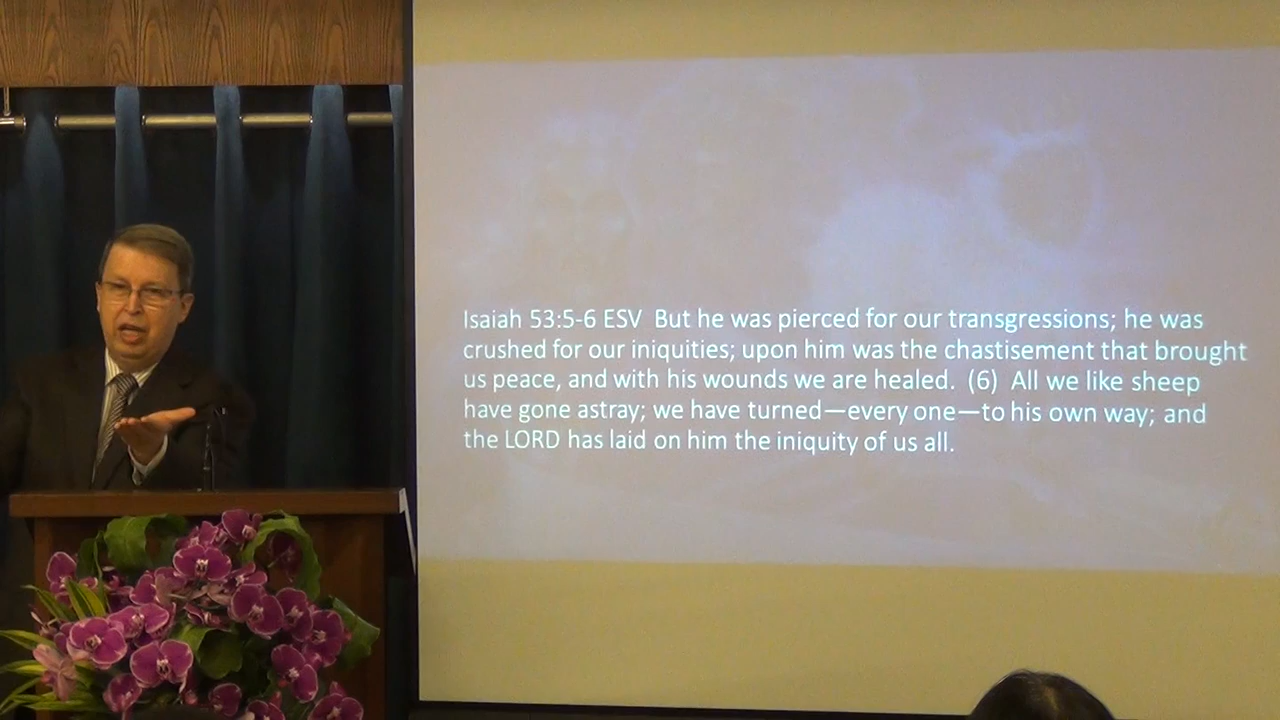 Isaiah 53:5-6 ESV  But he was pierced for our transgressions; he was
crushed for our iniquities; upon him was the chastisement that brought
us peace, and with his wounds we are healed.  (6)  All we like sheep
have gone astray; we have turned—every one—to his own way; and
the LORD has laid on him the iniquity of us all.